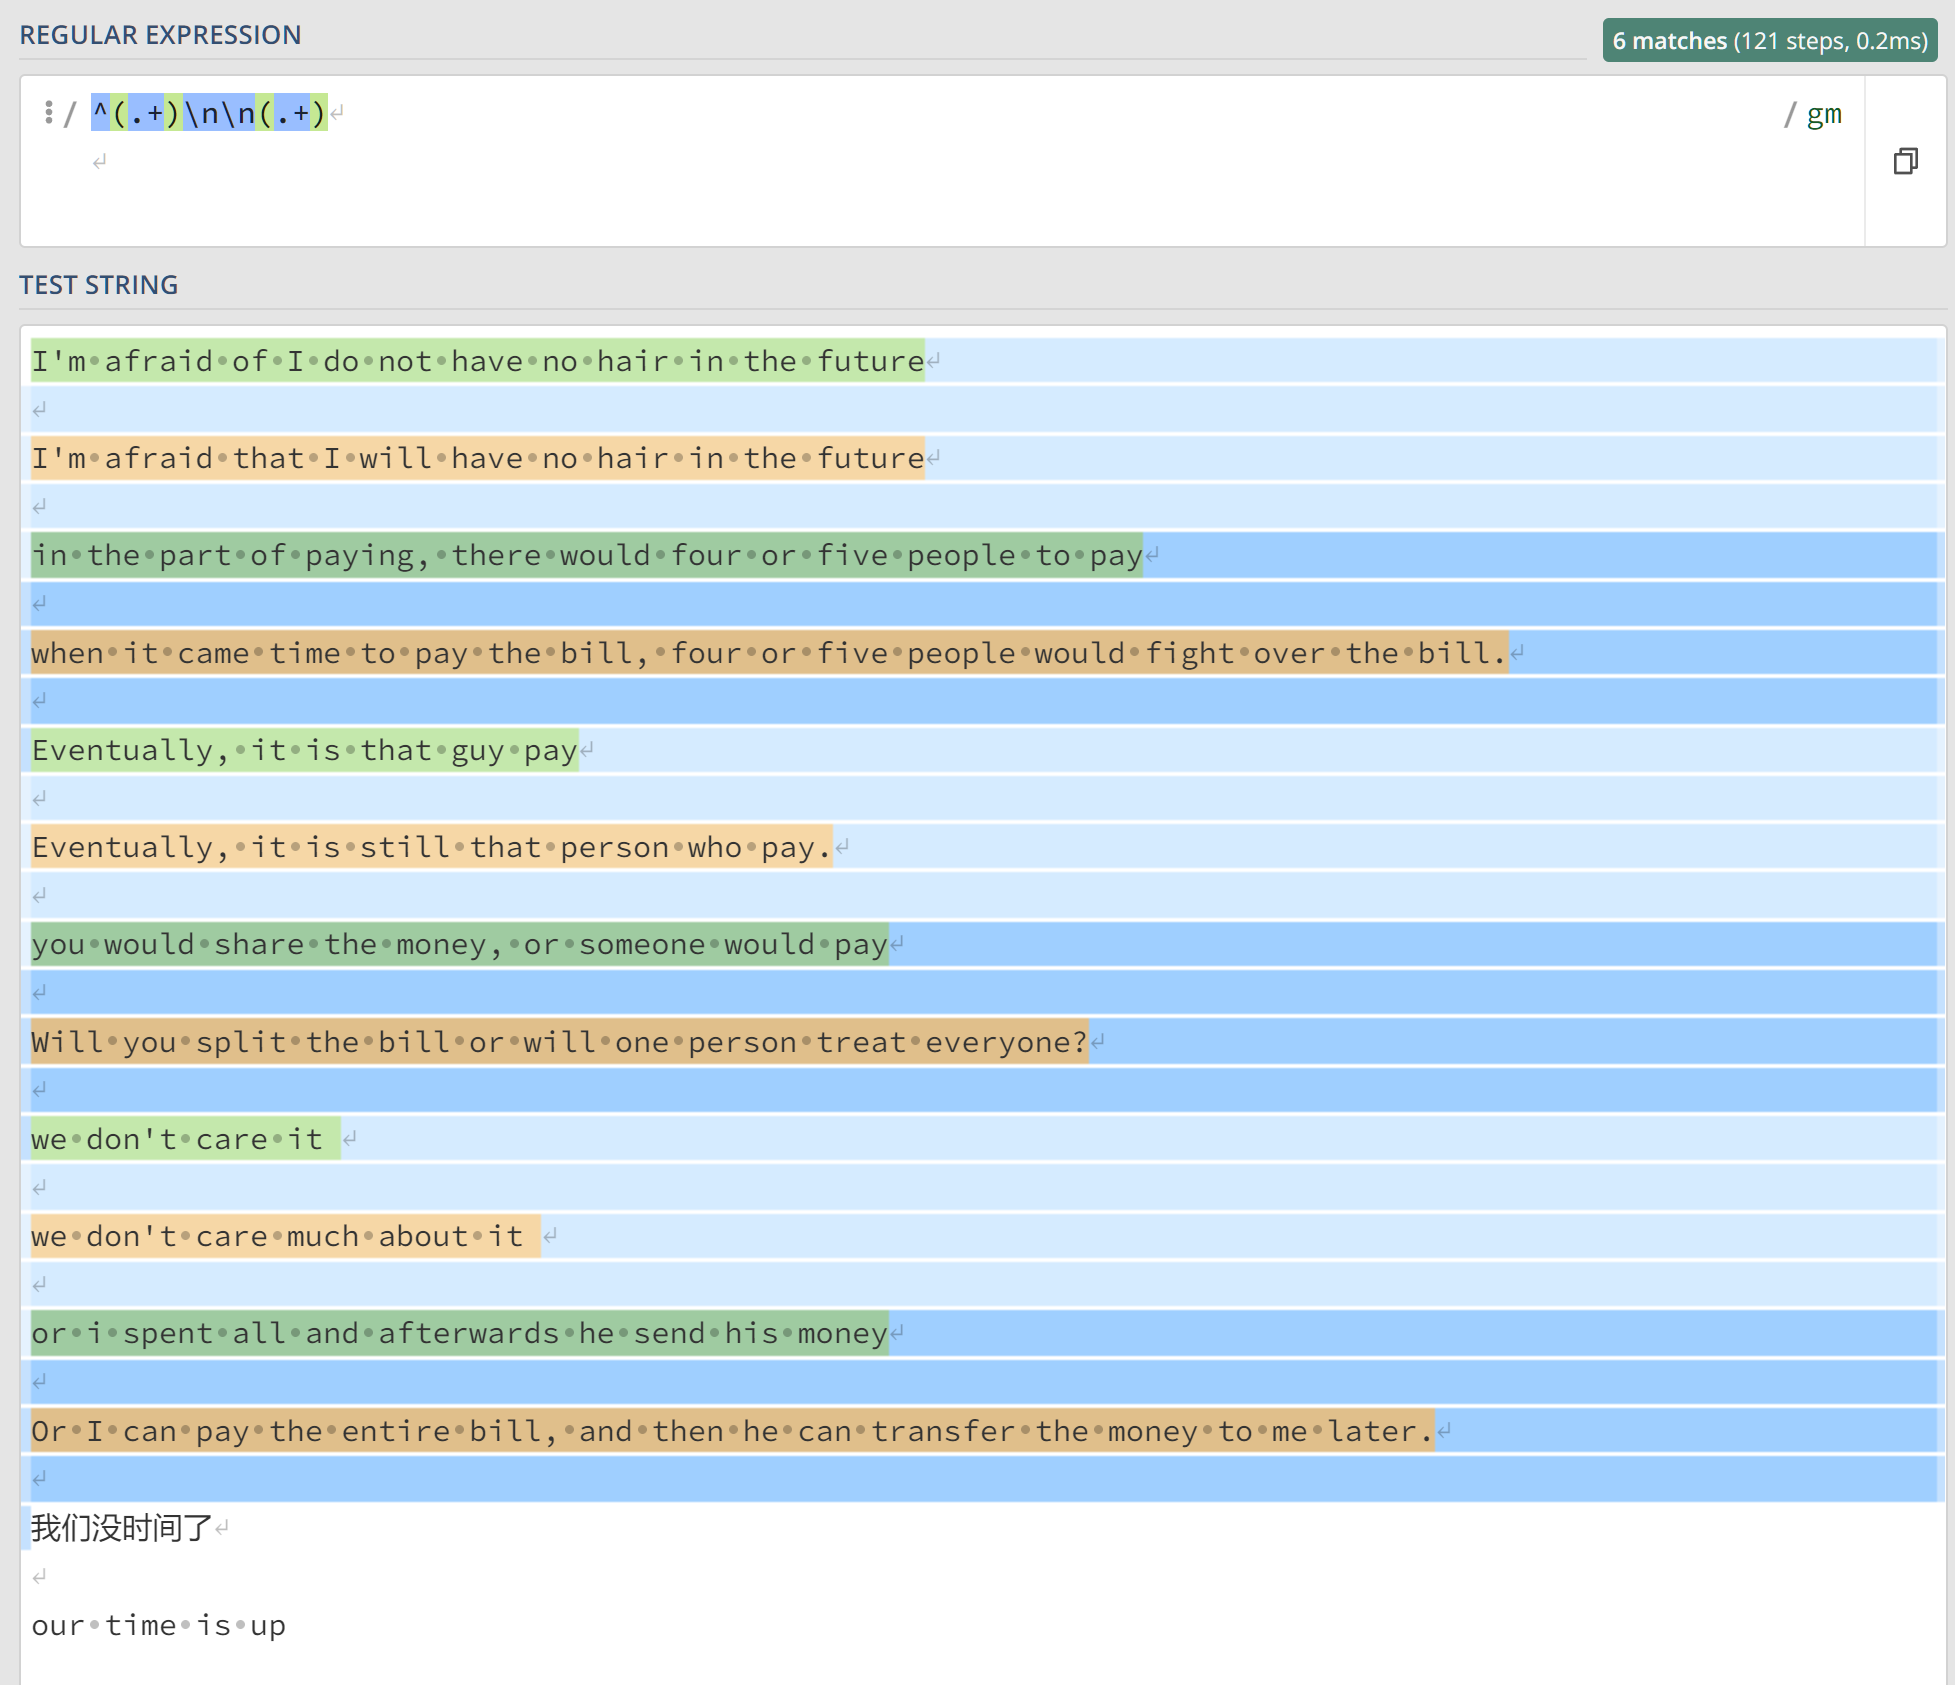 REGULAR EXPRESSION
6 matches (121 steps, 0.2ms)
/ ^(.+)\n\n(.+)↵ / gm
↵
TEST STRING
I'm•afraid•of•I•do•not•have•no•hair•in•the•future↵
↵
I'm•afraid•that•I•will•have•no•hair•in•the•future↵
↵
in•the•part•of•paying,•there•would•four•or•five•people•to•pay↵
↵
when•it•came•time•to•pay•the•bill,•four•or•five•people•would•fight•over•the•bill.↵
↵
Eventually,•it•is•that•guy•pay↵
↵
Eventually,•it•is•still•that•person•who•pay.↵
↵
you•would•share•the•money,•or•someone•would•pay↵
↵
Will•you•split•the•bill•or•will•one•person•treat•everyone?↵
↵
we•don't•care•it ↵
↵
we•don't•care•much•about•it ↵
↵
or•i•spent•all•and•afterwards•he•send•his•money↵
↵
Or•I•can•pay•the•entire•bill,•and•then•he•can•transfer•the•money•to•me•later.↵
↵
我们没时间了↵
↵
our•time•is•up